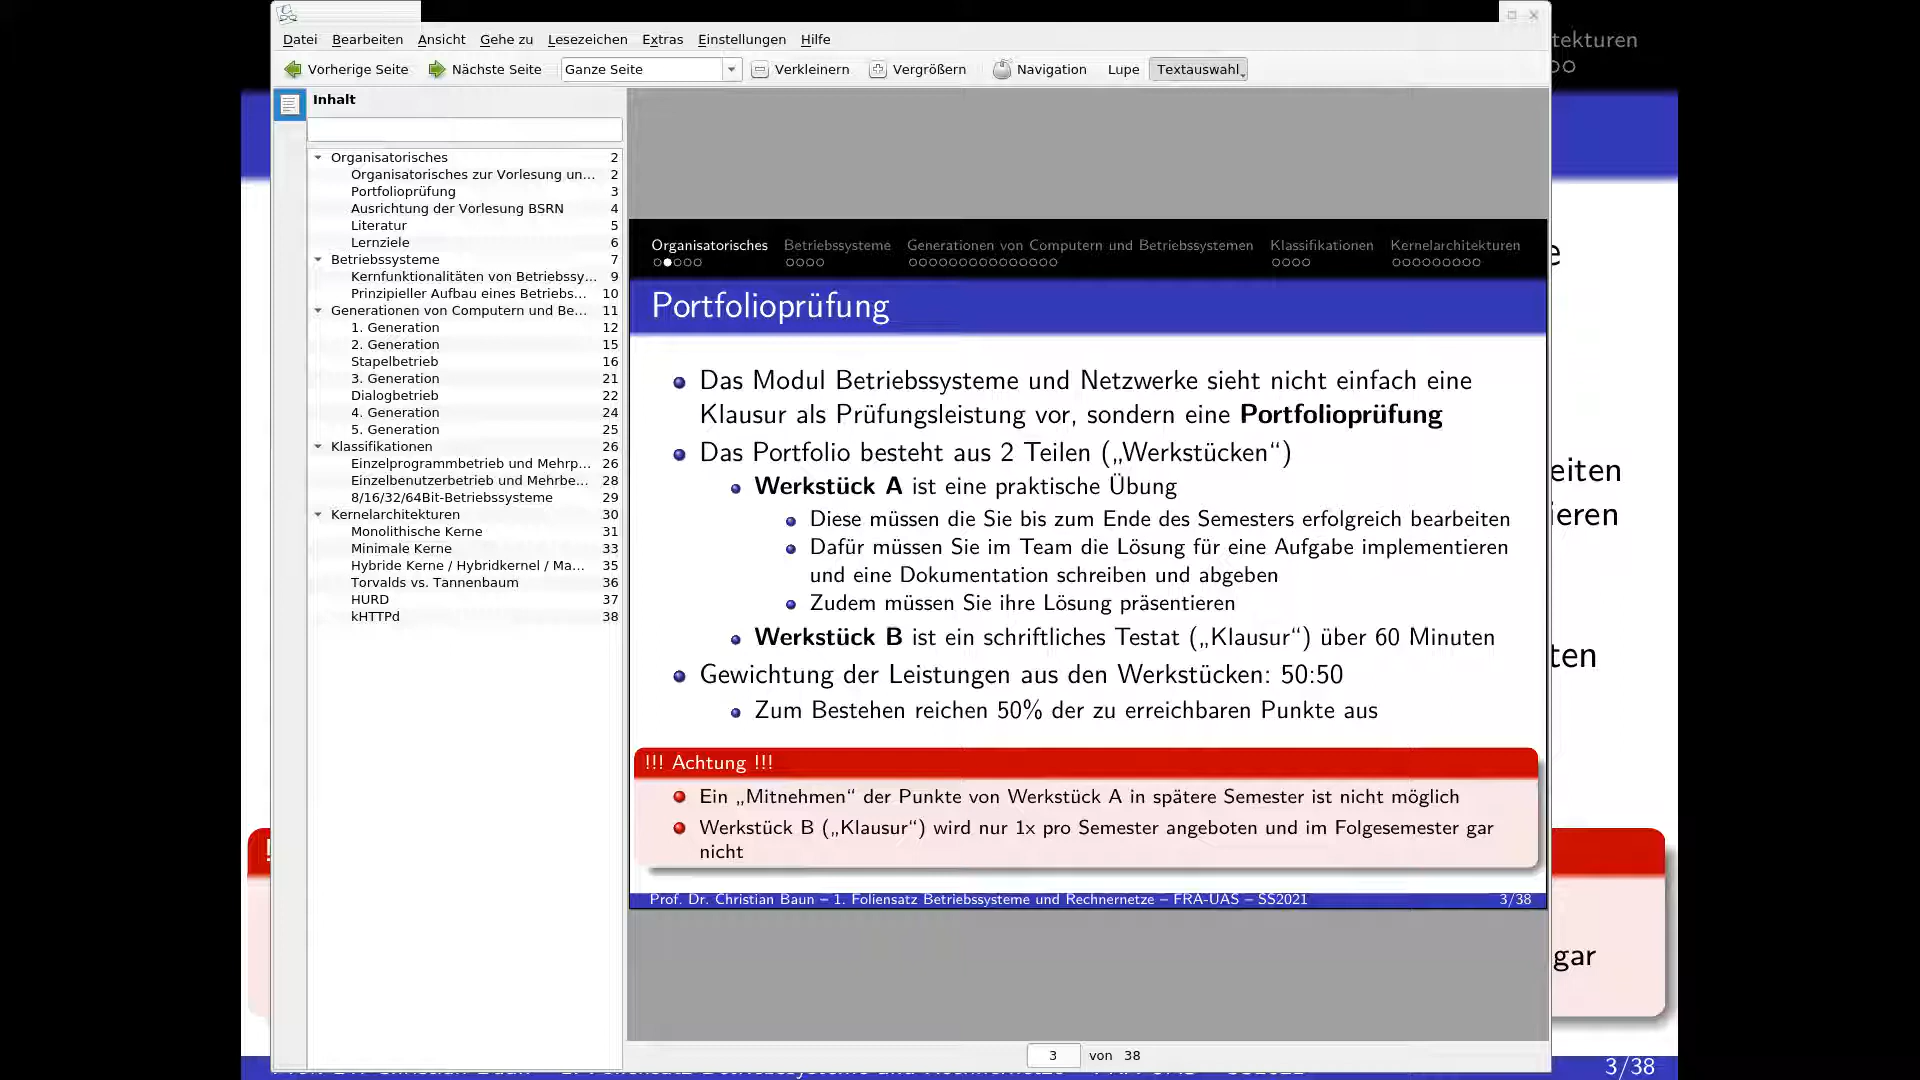 Datei Bearbeiten Ansicht Gehe zu Lesezeichen Extras Einstellungen Hilfe
Vorherige Seite Nächste Seite Ganze Seite Verkleinern Vergrößern Navigation Lupe Textauswahl
Inhalt
Organisatorisches 2
Organisatorisches zur Vorlesung un... 2
Portfolioprüfung 3
Ausrichtung der Vorlesung BSRN 4
Literatur 5
Lernziele 6
Betriebssysteme 7
Kernfunktionalitäten von Betriebssy... 9
Prinzipieller Aufbau eines Betriebs... 10
Generationen von Computern und Be... 11
1. Generation 12
2. Generation 15
Stapelbetrieb 16
3. Generation 21
Dialogbetrieb 22
4. Generation 24
5. Generation 25
Klassifikationen 26
Einzelprogrammbetrieb und Mehrp... 26
Einzelbenutzerbetrieb und Mehrbe... 28
8/16/32/64Bit-Betriebssysteme 29
Kernelarchitekturen 30
Monolithische Kerne 31
Minimale Kerne 33
Hybride Kerne / Hybridkernel / Ma... 35
Torvalds vs. Tannenbaum 36
HURD 37
kHTTPd 38
Organisatorisches Betriebssysteme Generationen von Computern und Betriebssystemen Klassifikationen Kernelarchitekturen
Portfolioprüfung
Das Modul Betriebssysteme und Netzwerke sieht nicht einfach eine
Klausur als Prüfungsleistung vor, sondern eine Portfolioprüfung
Das Portfolio besteht aus 2 Teilen („Werkstücken“)
Werkstück A ist eine praktische Übung
Diese müssen die Sie bis zum Ende des Semesters erfolgreich bearbeiten
Dafür müssen Sie im Team die Lösung für eine Aufgabe implementieren
und eine Dokumentation schreiben und abgeben
Zudem müssen Sie ihre Lösung präsentieren
Werkstück B ist ein schriftliches Testat („Klausur“) über 60 Minuten
Gewichtung der Leistungen aus den Werkstücken: 50:50
Zum Bestehen reichen 50% der zu erreichbaren Punkte aus
!!! Achtung !!!
Ein „Mitnehmen“ der Punkte von Werkstück A in spätere Semester ist nicht möglich
Werkstück B („Klausur“) wird nur 1x pro Semester angeboten und im Folgesemester gar
nicht
Prof. Dr. Christian Baun – 1. Foliensatz Betriebssysteme und Rechnernetze – FRA-UAS – SS2021 3/38
3 von 38
tekturen
e
eiten
ieren
ten
gar
3/38